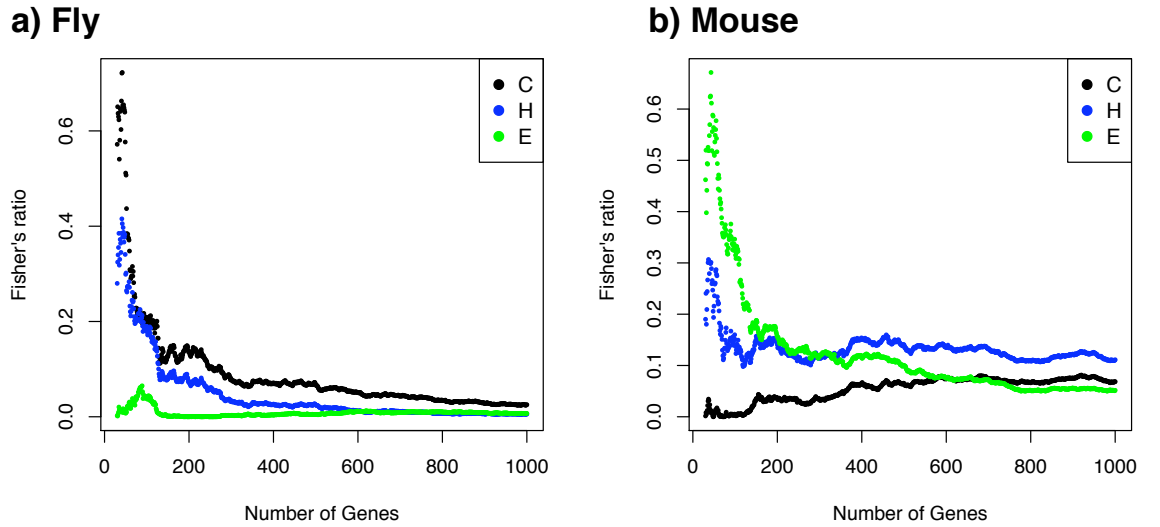 a) Fly
C
H
E
Fisher's ratio
0.0 0.2 0.4 0.6
0 200 400 600 800 1000
Number of Genes
b) Mouse
C
H
E
Fisher's ratio
0.0 0.1 0.2 0.3 0.4 0.5 0.6
0 200 400 600 800 1000
Number of Genes